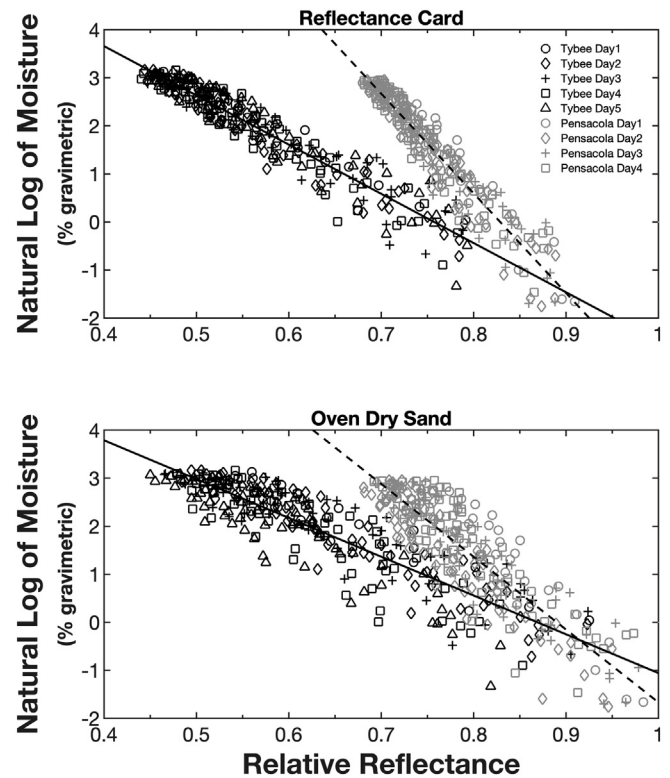 Reflectance Card
Natural Log of Moisture
(% gravimetric)
4
3
2
1
0
-1
-2
0.4 0.5 0.6 0.7 0.8 0.9 1
Tybee Day1
Tybee Day2
Tybee Day3
Tybee Day4
Tybee Day5
Pensacola Day1
Pensacola Day2
Pensacola Day3
Pensacola Day4
Oven Dry Sand
Natural Log of Moisture
(% gravimetric)
4
3
2
1
0
-1
-2
0.4 0.5 0.6 0.7 0.8 0.9 1
Relative Reflectance